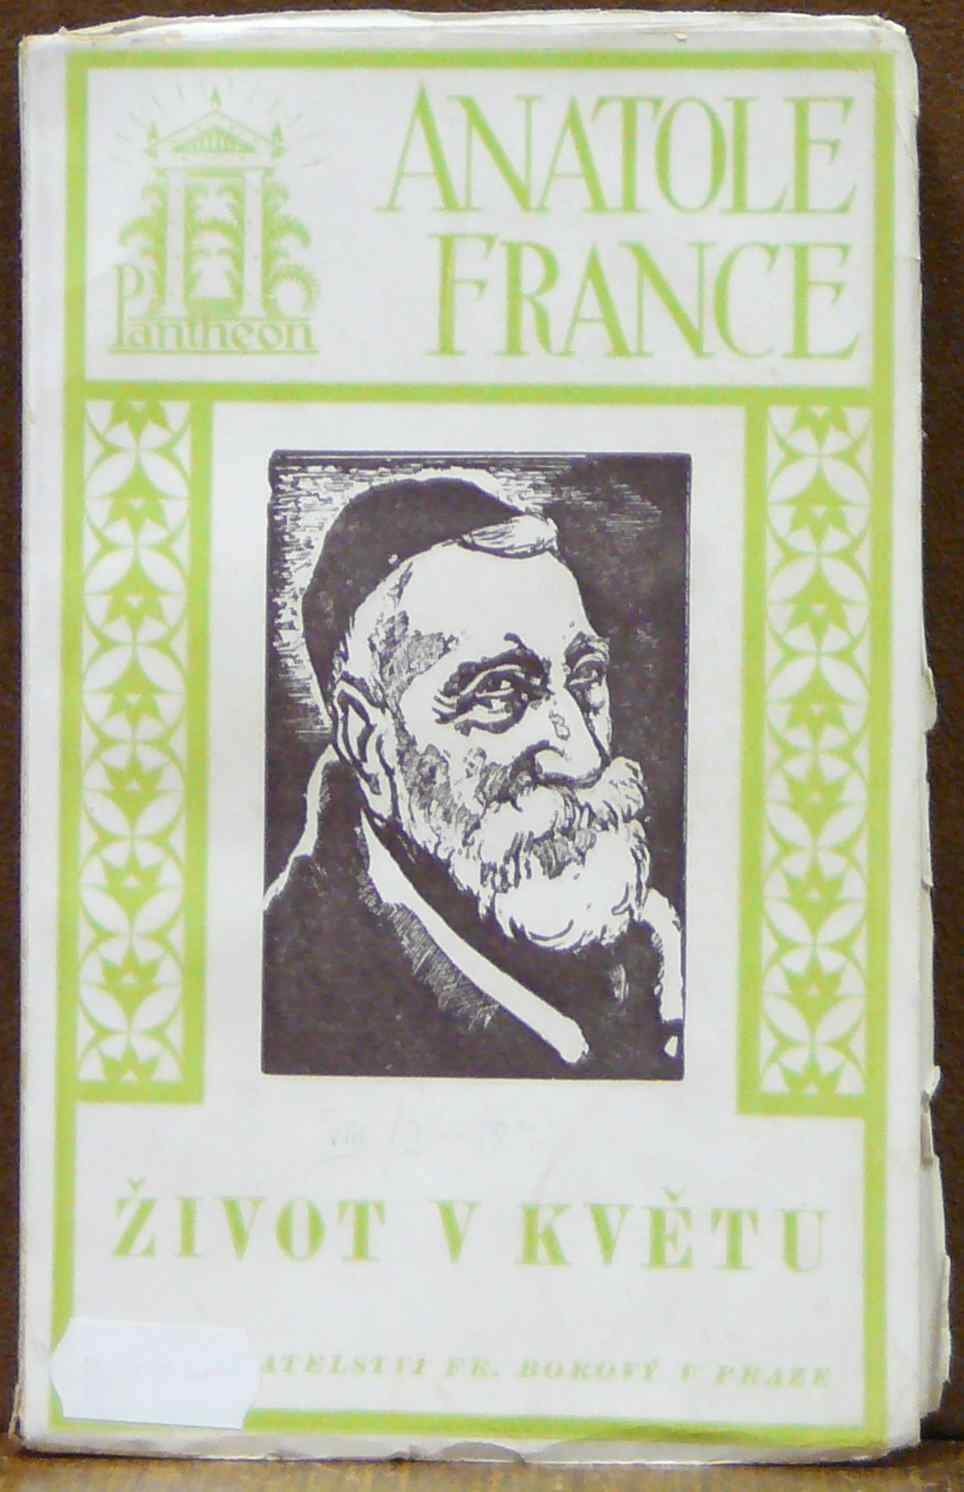 ANATOLE
FRANCE
Pantheon
ŽIVOT V KVĚTU
ATELSTVÍ FR. BOROVÝ V PRAZE